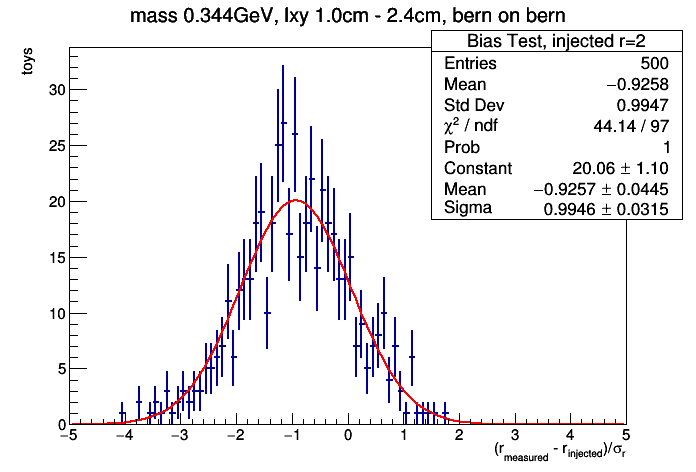 mass 0.344GeV, lxy 1.0cm - 2.4cm, bern on bern
toys
Bias Test, injected r=2
Entries 500
Mean −0.9258
Std Dev 0.9947
χ² / ndf 44.14 / 97
Prob 1
Constant 20.06 ± 1.10
Mean −0.9257 ± 0.0445
Sigma 0.9946 ± 0.0315
30
25
20
15
10
5
0
−5 −4 −3 −2 −1 0 1 2 3 4 5
(r_measured - r_injected)/σ_r